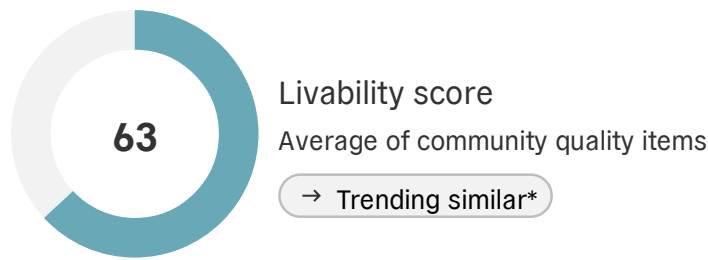 63
Livability score
Average of community quality items
→ Trending similar*